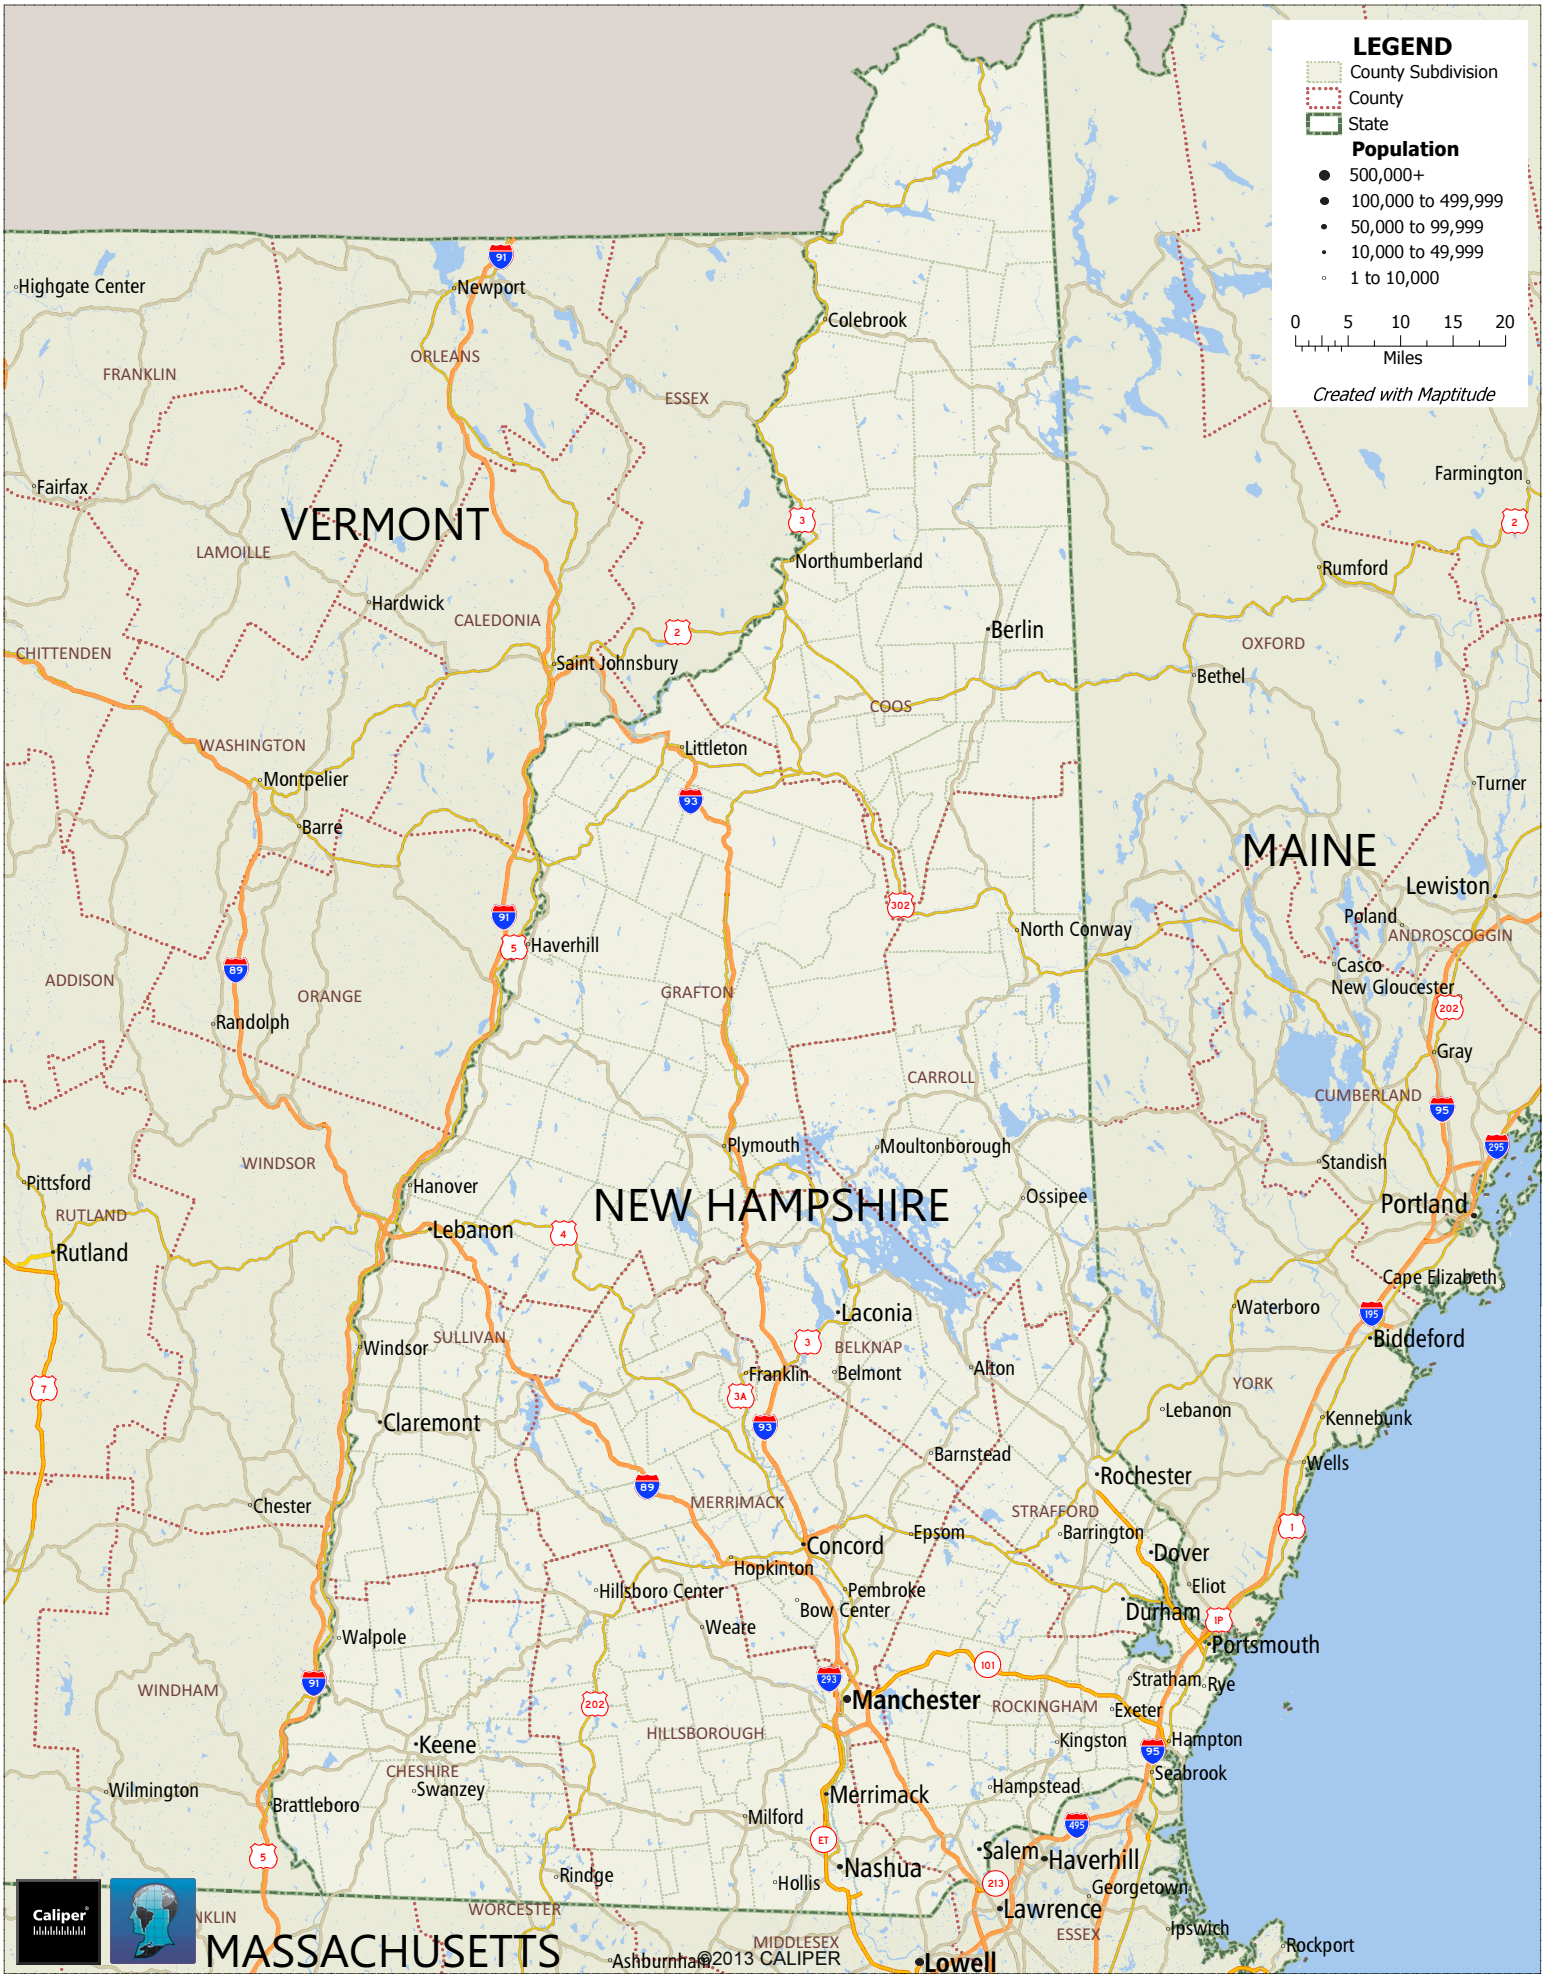 LEGEND
County Subdivision
County
State
Population
500,000+
100,000 to 499,999
50,000 to 99,999
10,000 to 49,999
1 to 10,000
0 5 10 15 20
Miles
Created with Maptitude
91
Highgate Center
Newport
Colebrook
ORLEANS
FRANKLIN
ESSEX
Farmington
Fairfax
3
2
VERMONT
LAMOILLE
Northumberland
Rumford
Hardwick
CALEDONIA
2
Berlin
OXFORD
CHITTENDEN
Saint Johnsbury
Bethel
COOS
WASHINGTON
Littleton
Montpelier
Turner
93
Barre
MAINE
Lewiston
302
91
Poland
North Conway
ANDROSCOGGIN
5
Haverhill
Casco
89
ADDISON
New Gloucester
GRAFTON
ORANGE
202
Randolph
Gray
CARROLL
CUMBERLAND
95
Plymouth
Moultonborough
295
WINDSOR
Standish
Pittsford
Hanover
Ossipee
NEW HAMPSHIRE
Portland
RUTLAND
Lebanon
4
Rutland
Cape Elizabeth
Waterboro
Laconia
195
SULLIVAN
Biddeford
3
Windsor
BELKNAP
Alton
Franklin
Belmont
YORK
7
3A
Lebanon
Kennebunk
Claremont
93
Barnstead
Wells
Rochester
89
MERRIMACK
Chester
STRAFFORD
1
Epsom
Barrington
Concord
Dover
Hopkinton
Eliot
Hillsboro Center
Pembroke
Bow Center
Durham
1P
Weare
Walpole
Portsmouth
101
293
91
Stratham
Rye
WINDHAM
Manchester
202
ROCKINGHAM
Exeter
HILLSBOROUGH
Kingston
Hampton
Keene
95
CHESHIRE
Seabrook
Swanzey
Hampstead
Wilmington
Merrimack
Brattleboro
Milford
495
ET
Salem
Haverhill
5
Nashua
Rindge
Hollis
213
Georgetown
Caliper®
NKLIN
WORCESTER
Lawrence
Ipswich
ESSEX
MIDDLESEX
Rockport
MASSACHUSETTS
Ashburnham
©2013 CALIPER
Lowell